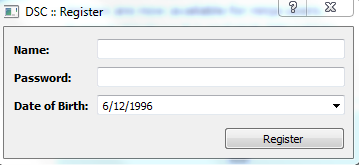 DSC :: Register
Name:
Password:
Date of Birth: 6/12/1996
Register